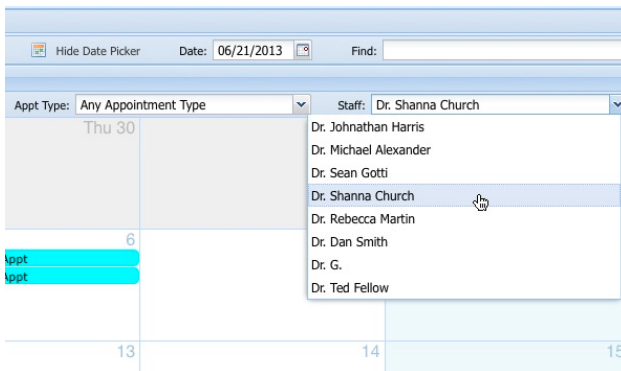 Hide Date Picker Date: 06/21/2013 Find:
Appt Type: Any Appointment Type Staff: Dr. Shanna Church
Thu 30
Dr. Johnathan Harris
Dr. Michael Alexander
Dr. Sean Gotti
Dr. Shanna Church
Dr. Rebecca Martin
6
Dr. Dan Smith
Appt
Dr. G.
Appt
Dr. Ted Fellow
13 14 15